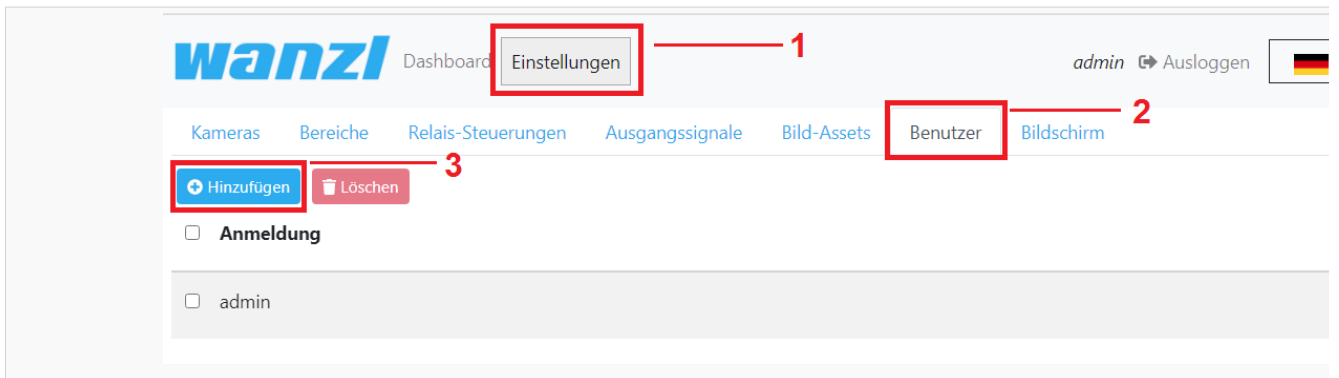 wanzl Dashboard Einstellungen 1 admin Ausloggen
Kameras Bereiche Relais-Steuerungen Ausgangssignale Bild-Assets Benutzer Bildschirm 2
Hinzufügen Löschen 3
Anmeldung
admin